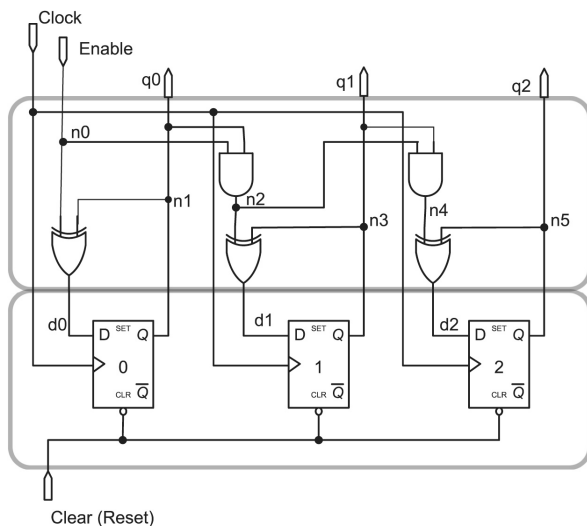 Clock
Enable
q0
q1
q2
n0
n1
n2
n3
n4
n5
d0
d1
d2
D SET Q
0
CLR Q̅
D SET Q
1
CLR Q̅
D SET Q
2
CLR Q̅
Clear (Reset)